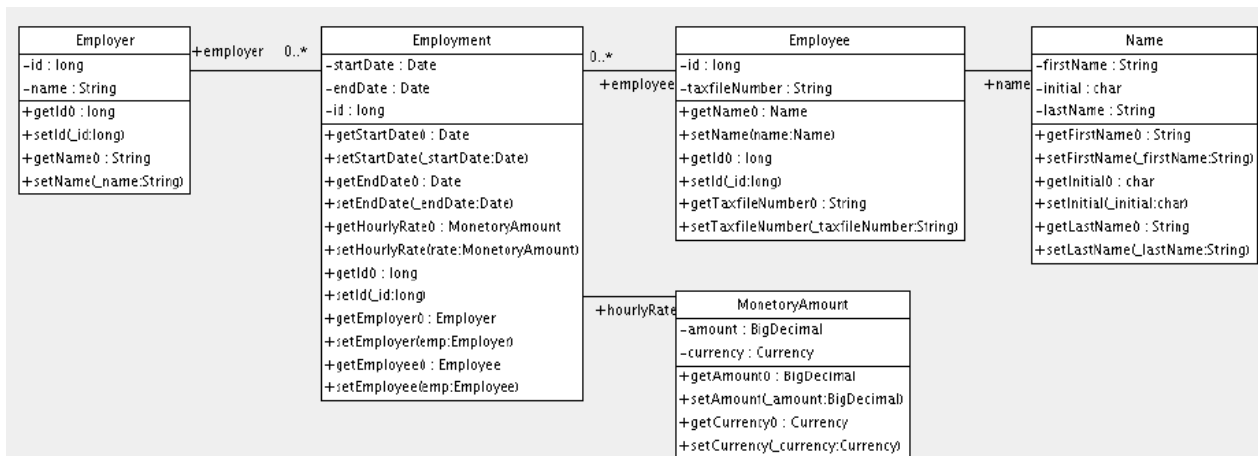 Employer
-id : long
-name : String
+getId() : long
+setId(_id:long)
+getName() : String
+setName(_name:String)
+employer
0..*
Employment
-startDate : Date
-endDate : Date
-id : long
+getStartDate() : Date
+setStartDate(_startDate:Date)
+getEndDate() : Date
+setEndDate(_endDate:Date)
+getHourlyRate() : MonetoryAmount
+setHourlyRate(rate:MonetoryAmount)
+getId() : long
+setId(_id:long)
+getEmployer() : Employer
+setEmployer(emp:Employer)
+getEmployee() : Employee
+setEmployee(emp:Employee)
0..*
+employee
Employee
-id : long
-taxfileNumber : String
+getName() : Name
+setName(name:Name)
+getId() : long
+setId(_id:long)
+getTaxfileNumber() : String
+setTaxfileNumber(_taxfileNumber:String)
+name
Name
-firstName : String
-initial : char
-lastName : String
+getFirstName() : String
+setFirstName(_firstName:String)
+getInitial() : char
+setInitial(_initial:char)
+getLastName() : String
+setLastName(_lastName:String)
+hourlyRate
MonetoryAmount
-amount : BigDecimal
-currency : Currency
+getAmount() : BigDecimal
+setAmount(_amount:BigDecimal)
+getCurrency() : Currency
+setCurrency(_currency:Currency)